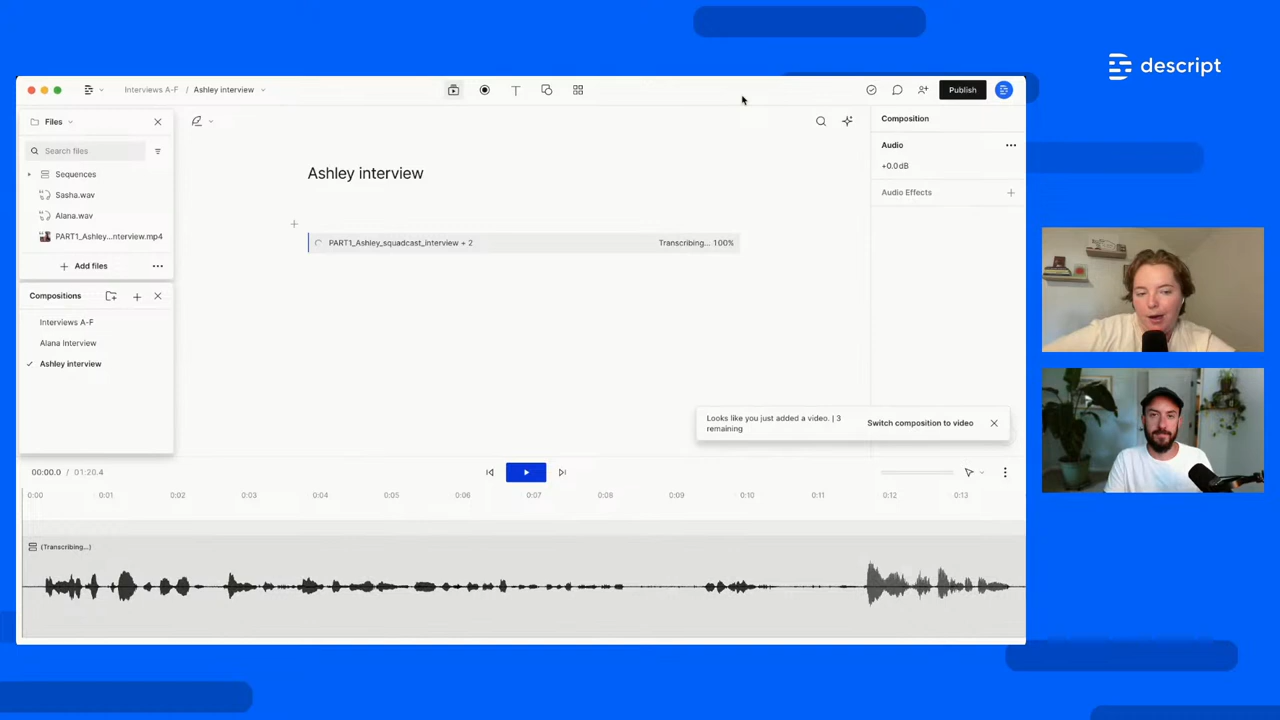 descript
Interviews A-F / Ashley interview
Publish
Files
Search files
Sequences
Sasha.wav
Alana.wav
PART1_Ashley...nterview.mp4
Add files
Compositions
Interviews A-F
Alana Interview
Ashley interview
Ashley interview
PART1_Ashley_squadcast_interview + 2
Transcribing... 100%
Composition
Audio
+0.0dB
Audio Effects
Looks like you just added a video. | 3
remaining
Switch composition to video
00:00.0 / 01:20.4
0:00 0:01 0:02 0:03 0:04 0:05 0:06 0:07 0:08 0:09 0:10 0:11 0:12 0:13
(Transcribing...)